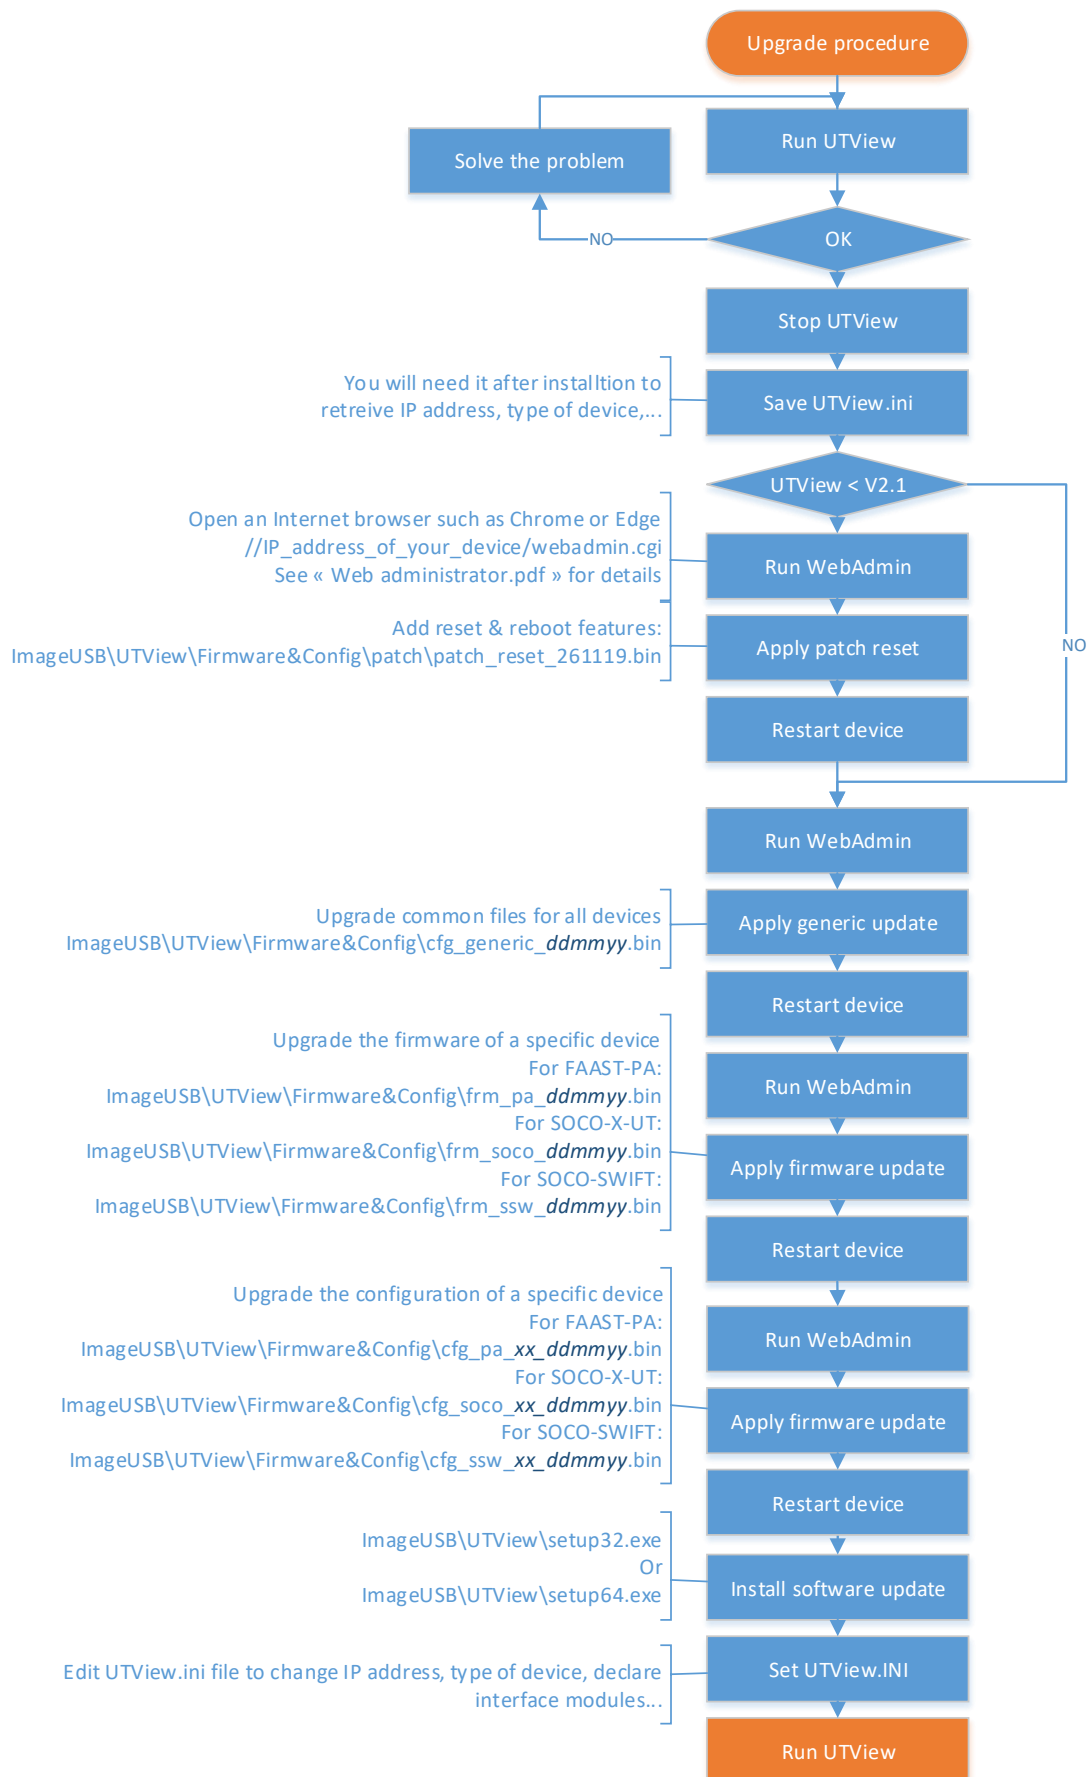 Upgrade procedure
Run UTView
Solve the problem
OK
NO
Stop UTView
You will need it after installtion to
retreive IP address, type of device,...
Save UTView.ini
UTView < V2.1
Open an Internet browser such as Chrome or Edge
//IP_address_of_your_device/webadmin.cgi
See « Web administrator.pdf » for details
Run WebAdmin
Add reset & reboot features:
ImageUSB\UTView\Firmware&Config\patch\patch_reset_261119.bin
Apply patch reset
NO
Restart device
Run WebAdmin
Upgrade common files for all devices
ImageUSB\UTView\Firmware&Config\cfg_generic_ddmmyy.bin
Apply generic update
Restart device
Upgrade the firmware of a specific device
For FAAST-PA:
ImageUSB\UTView\Firmware&Config\frm_pa_ddmmyy.bin
For SOCO-X-UT:
ImageUSB\UTView\Firmware&Config\frm_soco_ddmmyy.bin
For SOCO-SWIFT:
ImageUSB\UTView\Firmware&Config\frm_ssw_ddmmyy.bin
Run WebAdmin
Apply firmware update
Restart device
Upgrade the configuration of a specific device
For FAAST-PA:
ImageUSB\UTView\Firmware&Config\cfg_pa_xx_ddmmyy.bin
For SOCO-X-UT:
ImageUSB\UTView\Firmware&Config\cfg_soco_xx_ddmmyy.bin
For SOCO-SWIFT:
ImageUSB\UTView\Firmware&Config\cfg_ssw_xx_ddmmyy.bin
Run WebAdmin
Apply firmware update
Restart device
ImageUSB\UTView\setup32.exe
Or
ImageUSB\UTView\setup64.exe
Install software update
Edit UTView.ini file to change IP address, type of device, declare
interface modules...
Set UTView.INI
Run UTView